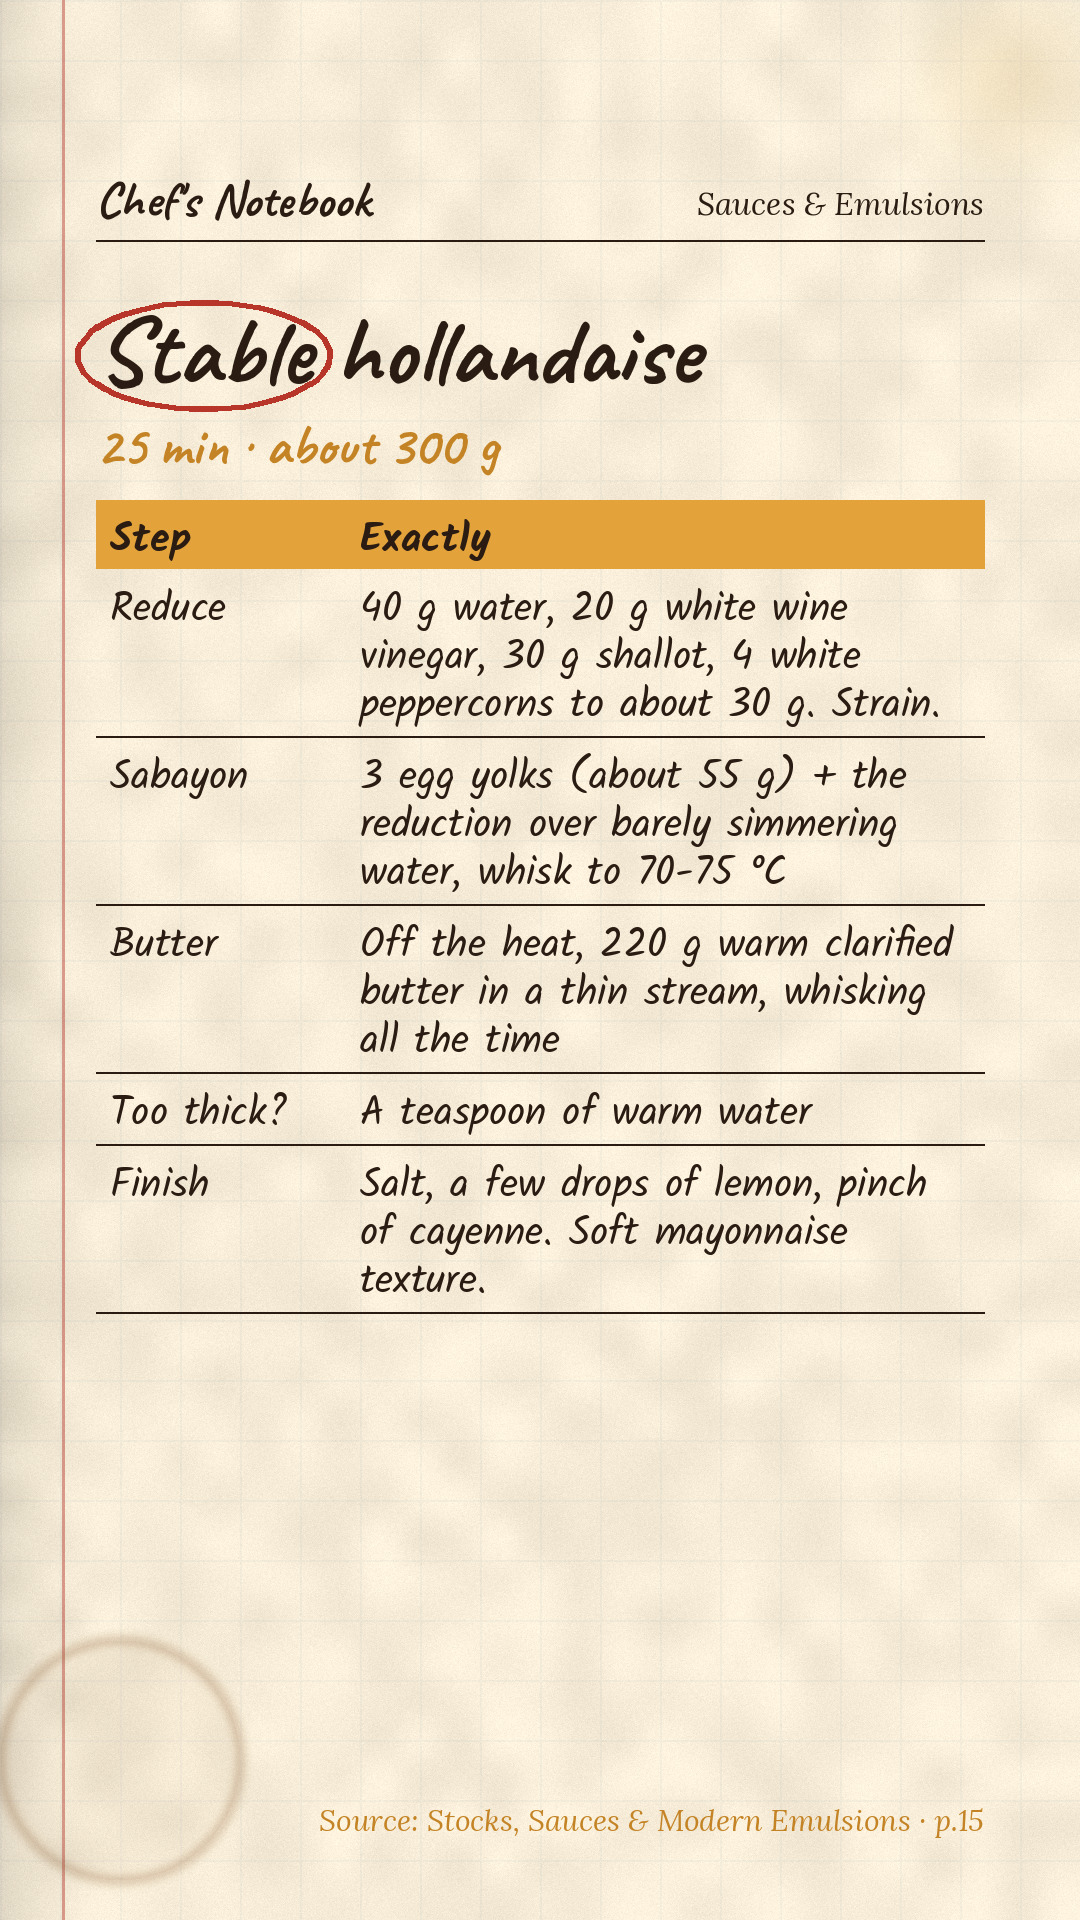 Chef's Notebook
Sauces & Emulsions
Stable hollandaise
25 min · about 300 g
Step Exactly
Reduce 40 g water, 20 g white wine
vinegar, 30 g shallot, 4 white
peppercorns to about 30 g. Strain.
Sabayon 3 egg yolks (about 55 g) + the
reduction over barely simmering
water, whisk to 70-75 °C
Butter Off the heat, 220 g warm clarified
butter in a thin stream, whisking
all the time
Too thick? A teaspoon of warm water
Finish Salt, a few drops of lemon, pinch
of cayenne. Soft mayonnaise
texture.
Source: Stocks, Sauces & Modern Emulsions · p.15